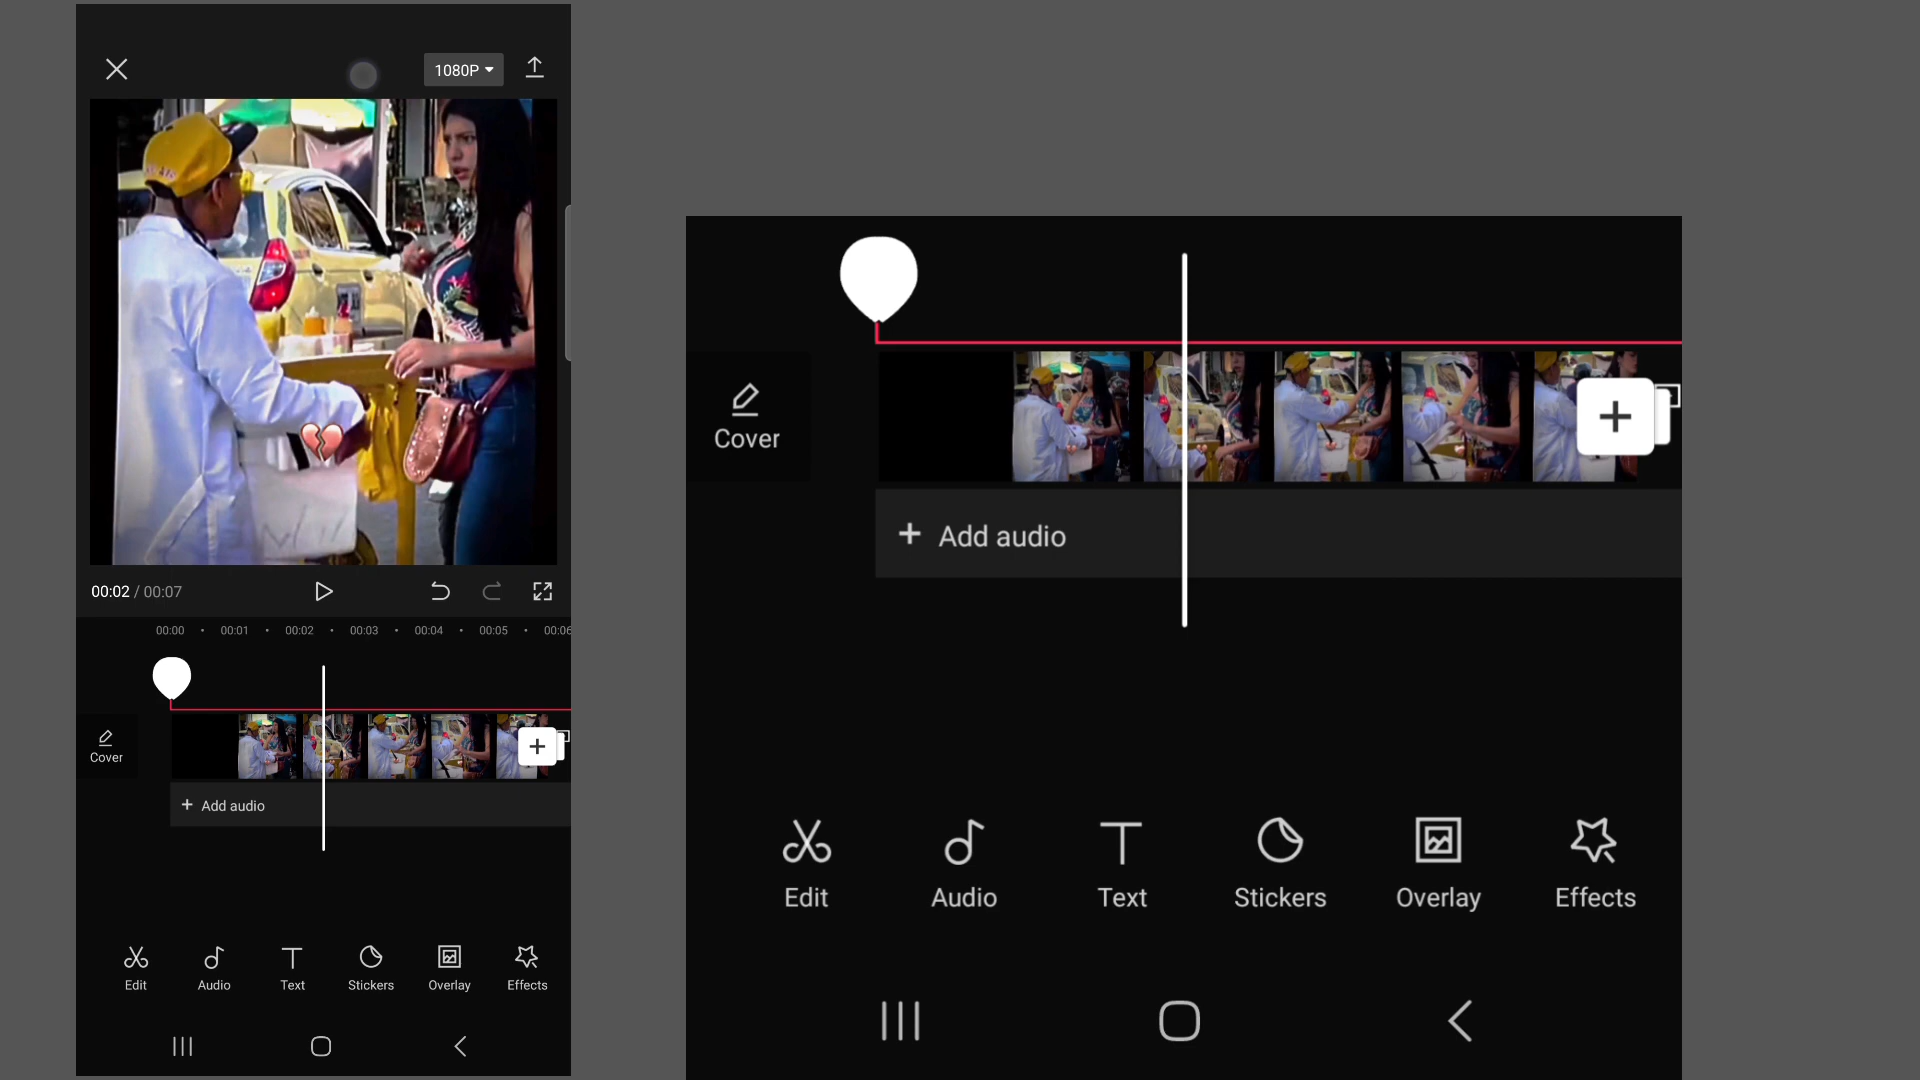 1080P
00:02 / 00:07
00:00 00:01 00:02 00:03 00:04 00:05 00:06
Cover
+ Add audio
Edit Audio Text Stickers Overlay Effects
Cover
+ Add audio
Edit Audio Text Stickers Overlay Effects